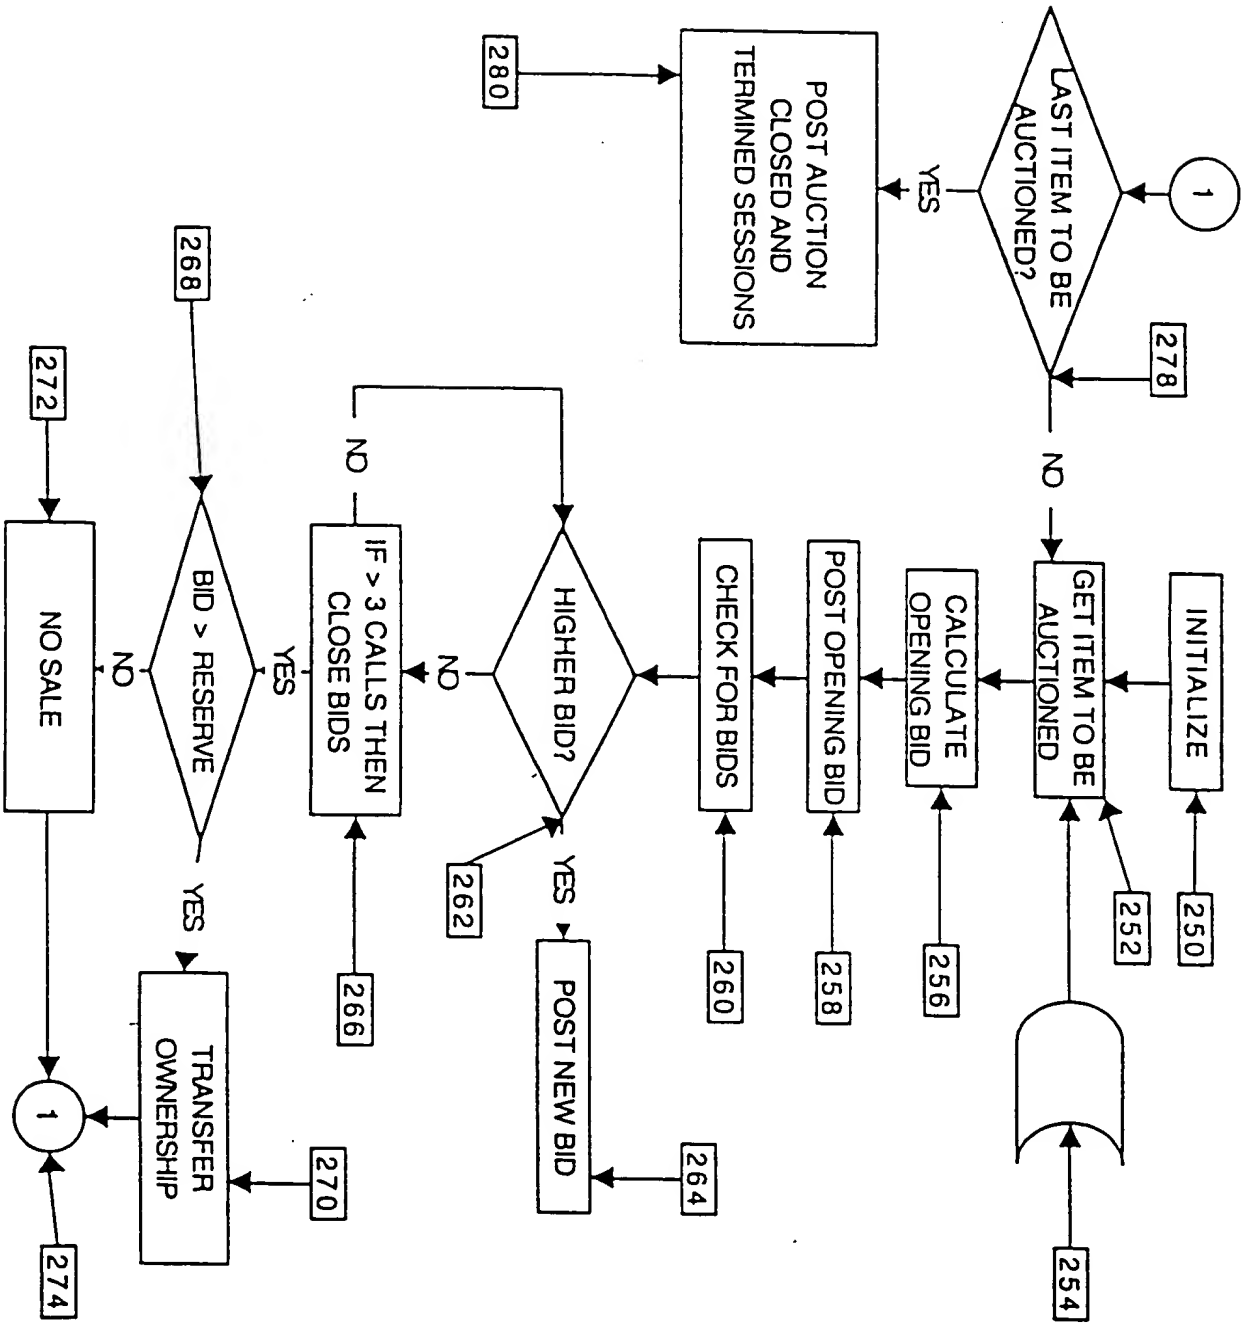 1
LAST ITEM TO BE
AUCTIONED?
278
NO
YES
POST AUCTION
CLOSED AND
TERMINED SESSIONS
280
INITIALIZE
250
GET ITEM TO BE
AUCTIONED
252
254
CALCULATE
OPENING BID
256
POST OPENING BID
258
CHECK FOR BIDS
260
HIGHER BID?
262
YES
POST NEW BID
264
NO
IF > 3 CALLS THEN
CLOSE BIDS
266
NO
YES
BID > RESERVE
268
YES
TRANSFER
OWNERSHIP
270
NO
NO SALE
272
1
274